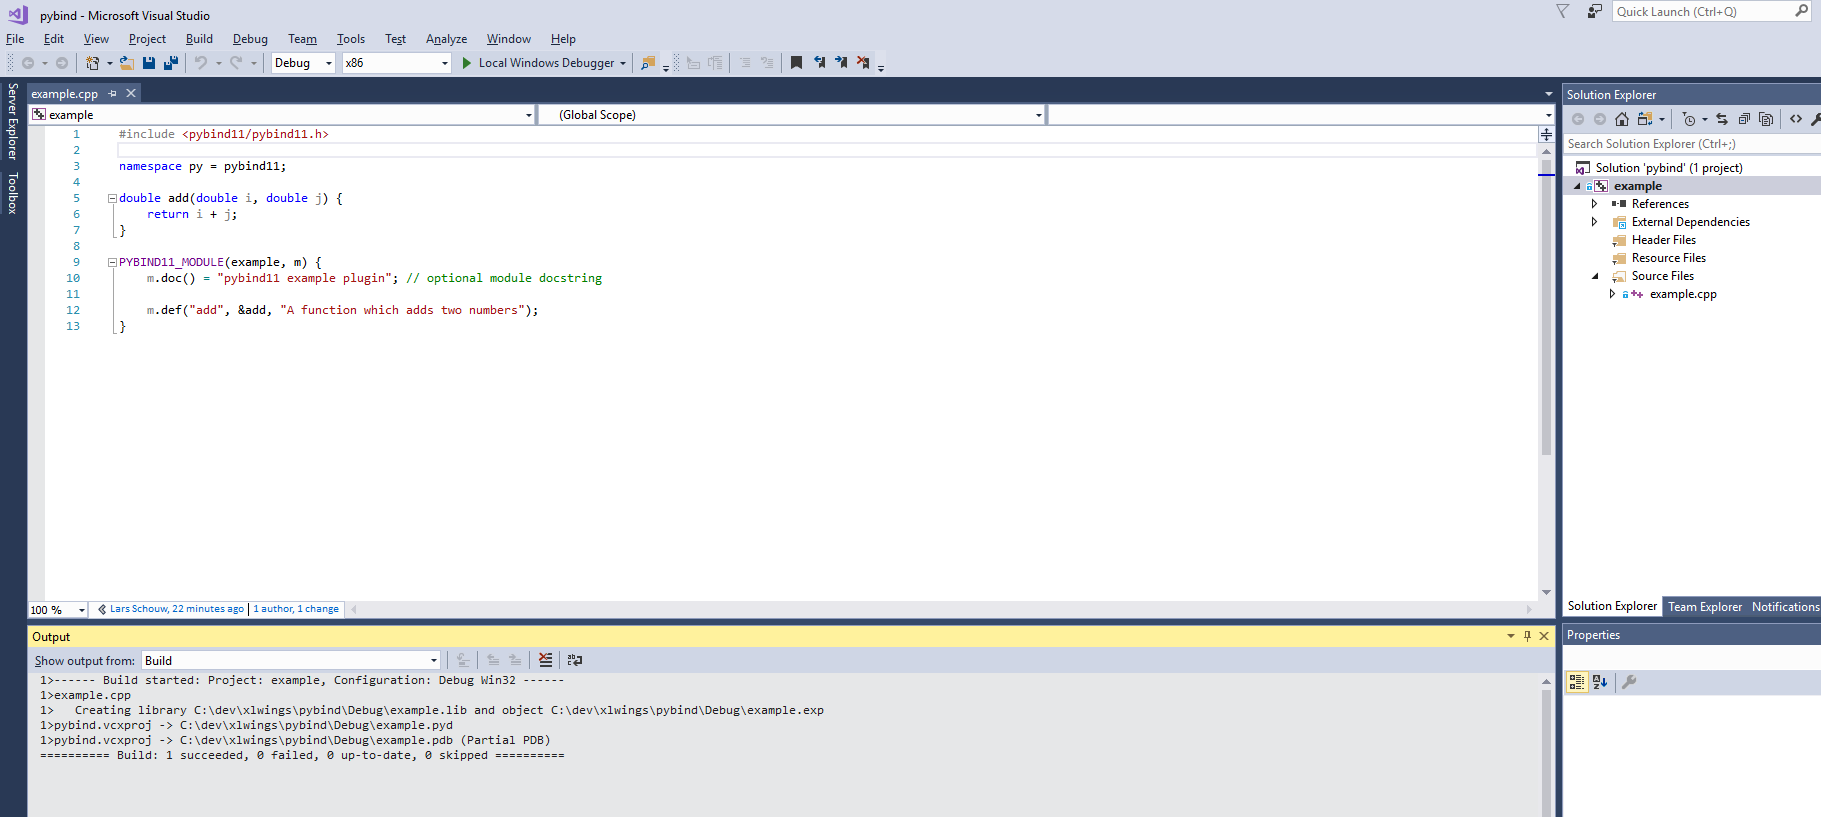 pybind - Microsoft Visual Studio
Quick Launch (Ctrl+Q)
File Edit View Project Build Debug Team Tools Test Analyze Window Help
Debug x86 Local Windows Debugger
Server Explorer
Toolbox
example.cpp
example (Global Scope)
1 #include <pybind11/pybind11.h>
2
3 namespace py = pybind11;
4
5 double add(double i, double j) {
6 return i + j;
7 }
8
9 PYBIND11_MODULE(example, m) {
10 m.doc() = "pybind11 example plugin"; // optional module docstring
11
12 m.def("add", &add, "A function which adds two numbers");
13 }
100 % Lars Schouw, 22 minutes ago | 1 author, 1 change
Output
Show output from: Build
1>------ Build started: Project: example, Configuration: Debug Win32 ------
1>example.cpp
1> Creating library C:\dev\xlwings\pybind\Debug\example.lib and object C:\dev\xlwings\pybind\Debug\example.exp
1>pybind.vcxproj -> C:\dev\xlwings\pybind\Debug\example.pyd
1>pybind.vcxproj -> C:\dev\xlwings\pybind\Debug\example.pdb (Partial PDB)
========== Build: 1 succeeded, 0 failed, 0 up-to-date, 0 skipped ==========
Solution Explorer
Search Solution Explorer (Ctrl+;)
Solution 'pybind' (1 project)
example
References
External Dependencies
Header Files
Resource Files
Source Files
example.cpp
Solution Explorer Team Explorer Notifications
Properties